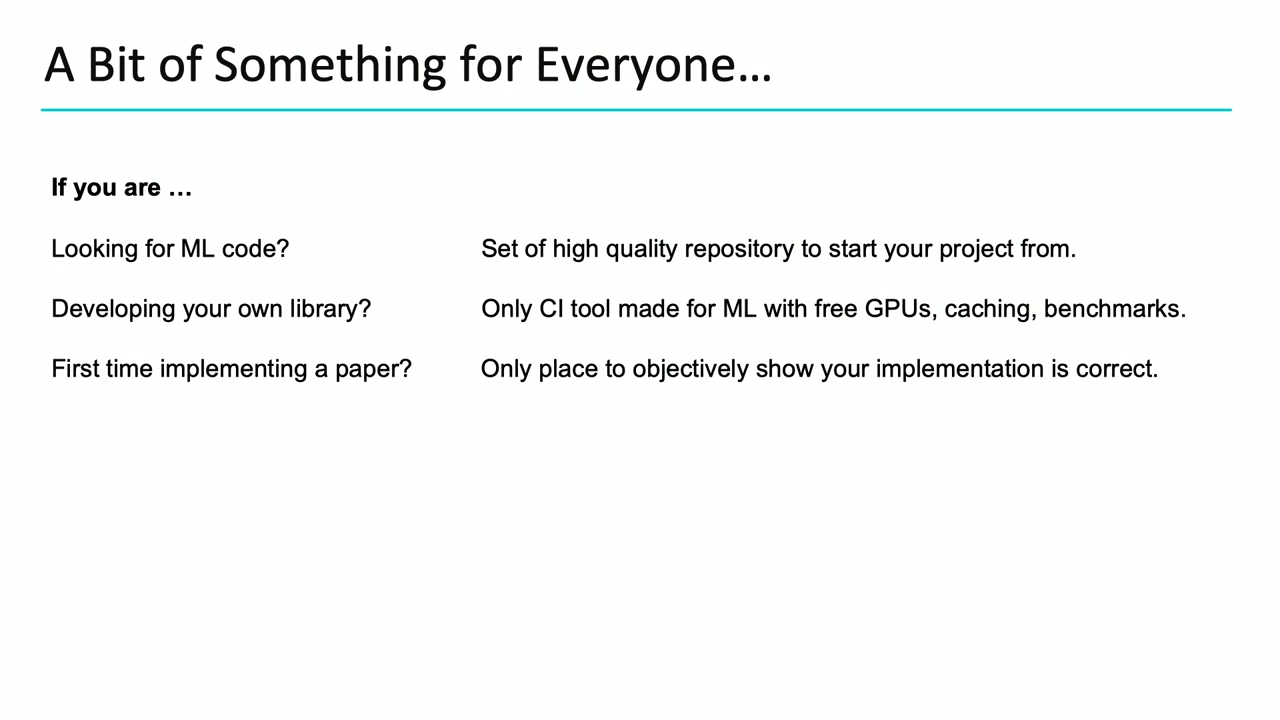 A Bit of Something for Everyone…
If you are …
Looking for ML code? Set of high quality repository to start your project from.
Developing your own library? Only CI tool made for ML with free GPUs, caching, benchmarks.
First time implementing a paper? Only place to objectively show your implementation is correct.